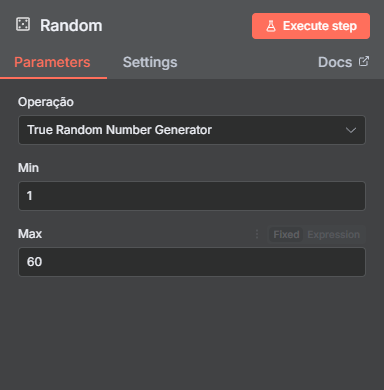 Random
Execute step
Parameters
Settings
Docs
Operação
True Random Number Generator
Min
1
Max
Fixed
Expression
60